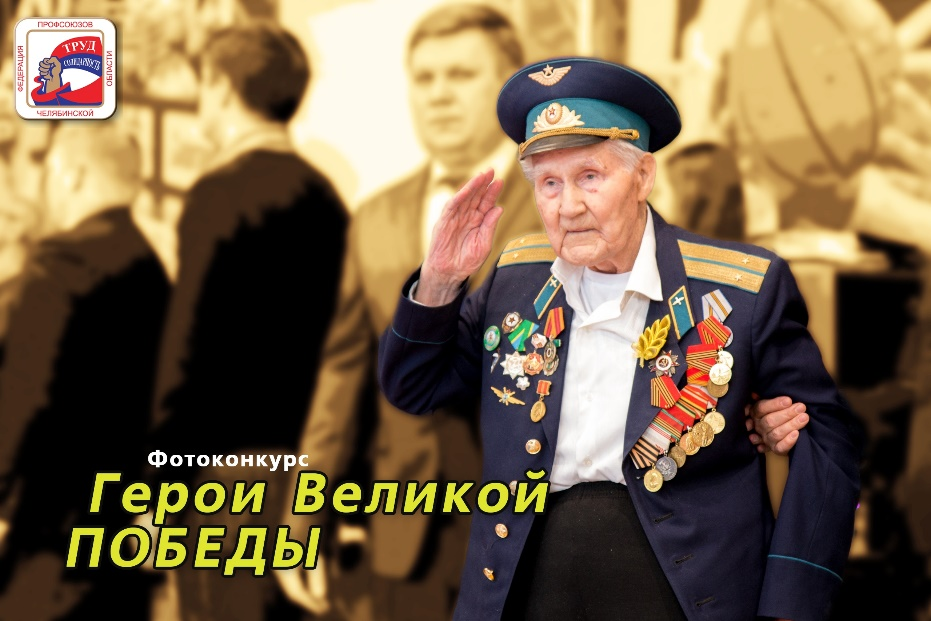 ПРОФСОЮЗОВ
ФЕДЕРАЦИЯ
ОБЛАСТИ
ТРУД
СОЛИДАРНОСТЬ
ЧЕЛЯБИНСКОЙ
Фотоконкурс
Герои Великой
ПОБЕДЫ